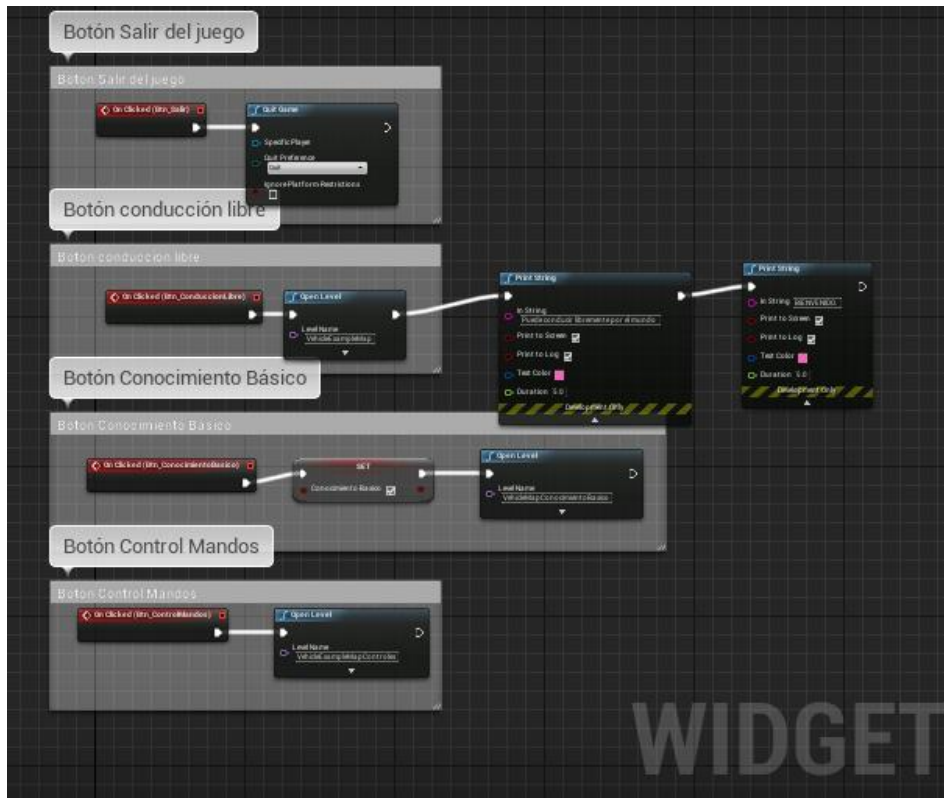 Botón Salir del juego
Boton Salir del juego
On Clicked (Btn_Salir)
Quit Game
Specific Player
Quit Preference
Quit
Ignore Platform Restrictions
Botón conducción libre
Boton conduccion libre
On Clicked (Btn_ConduccionLibre)
Open Level
Level Name
VehicleExampleMap
Print String
In String
Puede conducir libremente por el mundo
Print to Screen
Print to Log
Text Color
Duration 5.0
Development Only
Print String
In String BIENVENIDO.
Print to Screen
Print to Log
Text Color
Duration 5.0
Development Only
Botón Conocimiento Básico
Boton Conocimiento Basico
On Clicked (Btn_ConocimientoBasico)
SET
Conocimiento Basico
Open Level
Level Name
VehicleMapConocimientoBasico
Botón Control Mandos
Boton Control Mandos
On Clicked (Btn_ControlMandos)
Open Level
Level Name
VehicleExampleMapControles
WIDGET